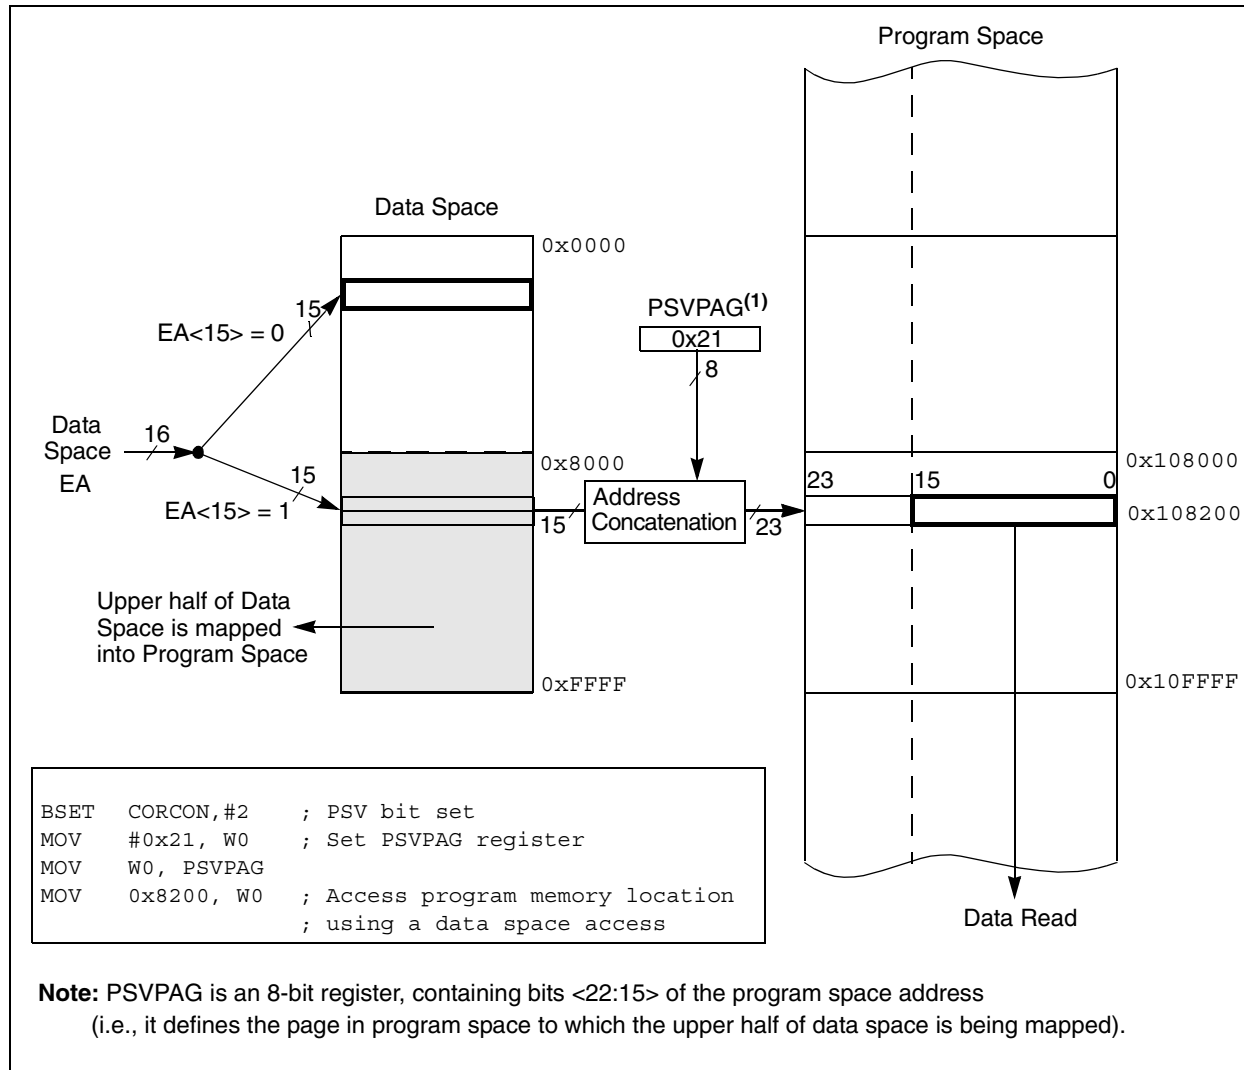 Program Space
Data Space
0x0000
15
PSVPAG(1)
EA<15> = 0
0x21
8
Data
Space
EA
16
0x8000
0x108000
15
23 15 0
EA<15> = 1
Address
Concatenation
15
23
0x108200
Upper half of Data
Space is mapped
into Program Space
0xFFFF
0x10FFFF
BSET CORCON,#2 ; PSV bit set
MOV #0x21, W0 ; Set PSVPAG register
MOV W0, PSVPAG
MOV 0x8200, W0 ; Access program memory location
; using a data space access
Data Read
Note: PSVPAG is an 8-bit register, containing bits <22:15> of the program space address
(i.e., it defines the page in program space to which the upper half of data space is being mapped).